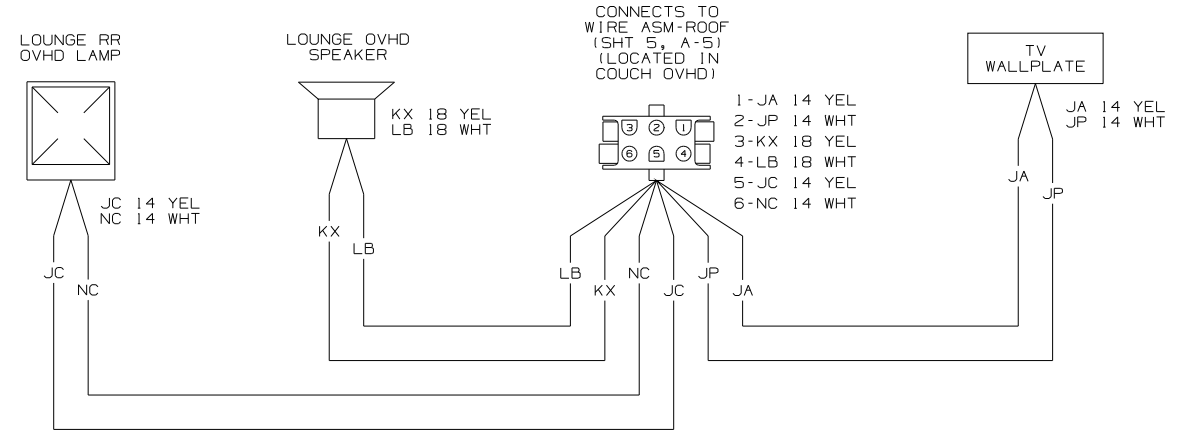 LOUNGE RR
OVHD LAMP
JC 14 YEL
NC 14 WHT
JC
NC
LOUNGE OVHD
SPEAKER
KX 18 YEL
LB 18 WHT
KX
LB
CONNECTS TO
WIRE ASM-ROOF
(SHT 5, A-5)
(LOCATED IN
COUCH OVHD)
3 2 1
6 5 4
1-JA 14 YEL
2-JP 14 WHT
3-KX 18 YEL
4-LB 18 WHT
5-JC 14 YEL
6-NC 14 WHT
LB
KX
NC
JC
JP
JA
TV
WALLPLATE
JA 14 YEL
JP 14 WHT
JA
JP